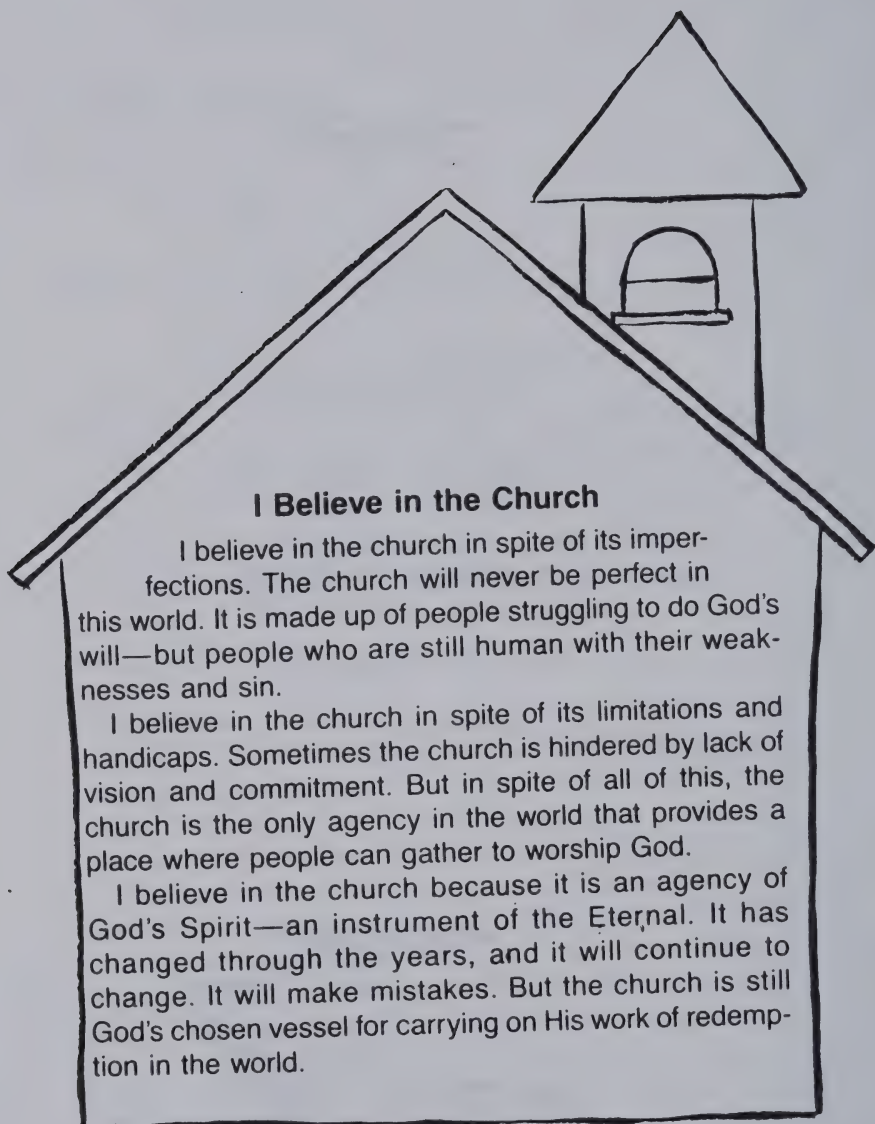 I Believe in the Church
I believe in the church in spite of its imper-
fections. The church will never be perfect in
this world. It is made up of people struggling to do God's
will—but people who are still human with their weak-
nesses and sin.
I believe in the church in spite of its limitations and
handicaps. Sometimes the church is hindered by lack of
vision and commitment. But in spite of all of this, the
church is the only agency in the world that provides a
place where people can gather to worship God.
I believe in the church because it is an agency of
God's Spirit—an instrument of the Eternal. It has
changed through the years, and it will continue to
change. It will make mistakes. But the church is still
God's chosen vessel for carrying on His work of redemp-
tion in the world.